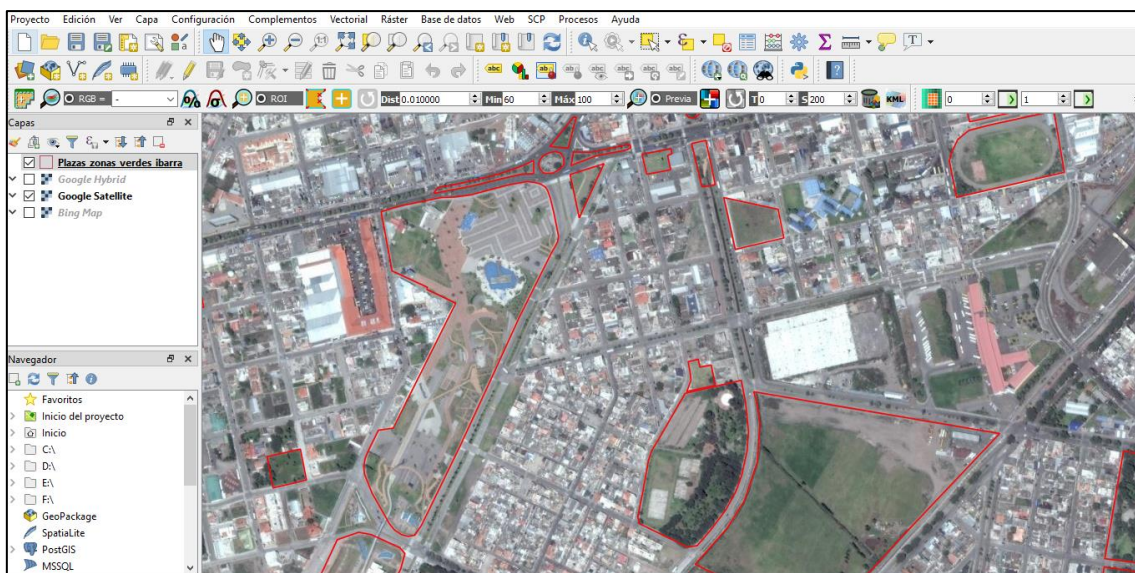 Proyecto Edición Ver Capa Configuración Complementos Vectorial Ráster Base de datos Web SCP Procesos Ayuda
RGB = - ROI Dist 0.010000 Min 60 Máx 100 Previa T 0 S 200 KML 0 1
Capas
Plazas zonas verdes ibarra
Google Hybrid
Google Satellite
Bing Map
Navegador
Favoritos
Inicio del proyecto
Inicio
C:\
D:\
E:\
F:\
GeoPackage
SpatiaLite
PostGIS
MSSQL